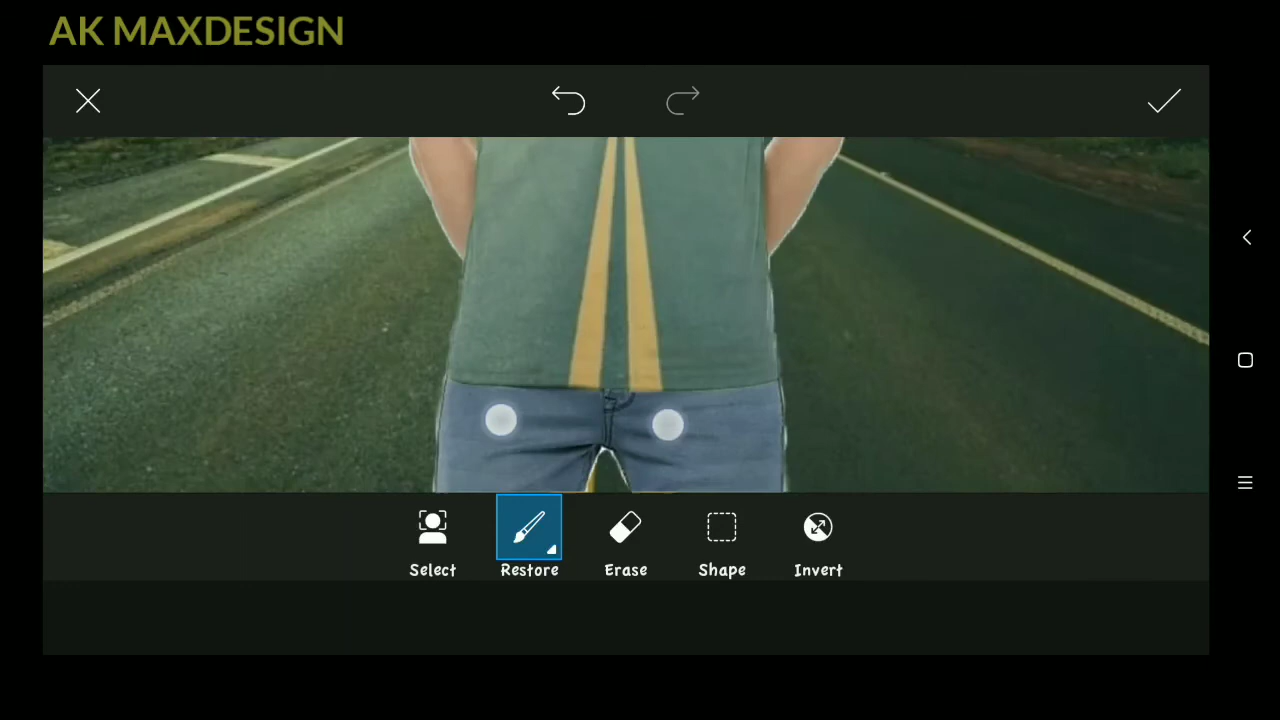 AK MAXDESIGN
Select
Restore
Erase
Shape
Invert